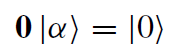 𝟎 |α⟩ = |0⟩